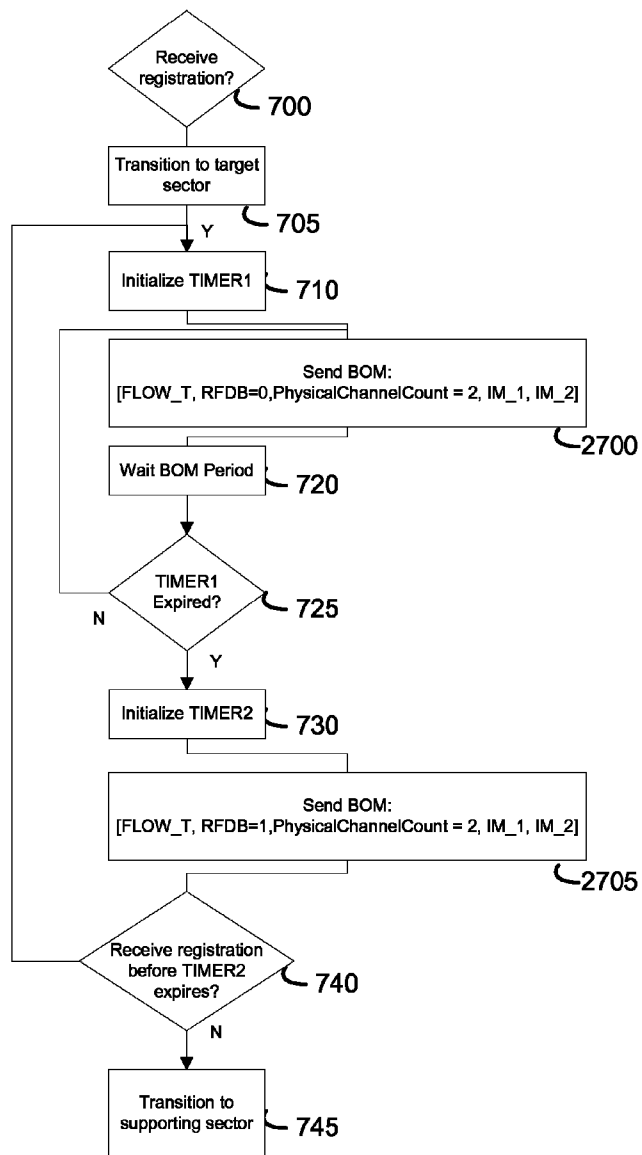 Receive
registration?
700
Transition to target
sector
705
Y
Initialize TIMER1
710
Send BOM:
[FLOW_T, RFDB=0,PhysicalChannelCount = 2, IM_1, IM_2]
2700
Wait BOM Period
720
TIMER1
Expired?
725
N
Y
Initialize TIMER2
730
Send BOM:
[FLOW_T, RFDB=1,PhysicalChannelCount = 2, IM_1, IM_2]
2705
Receive registration
before TIMER2
expires?
740
N
Transition to
supporting sector
745